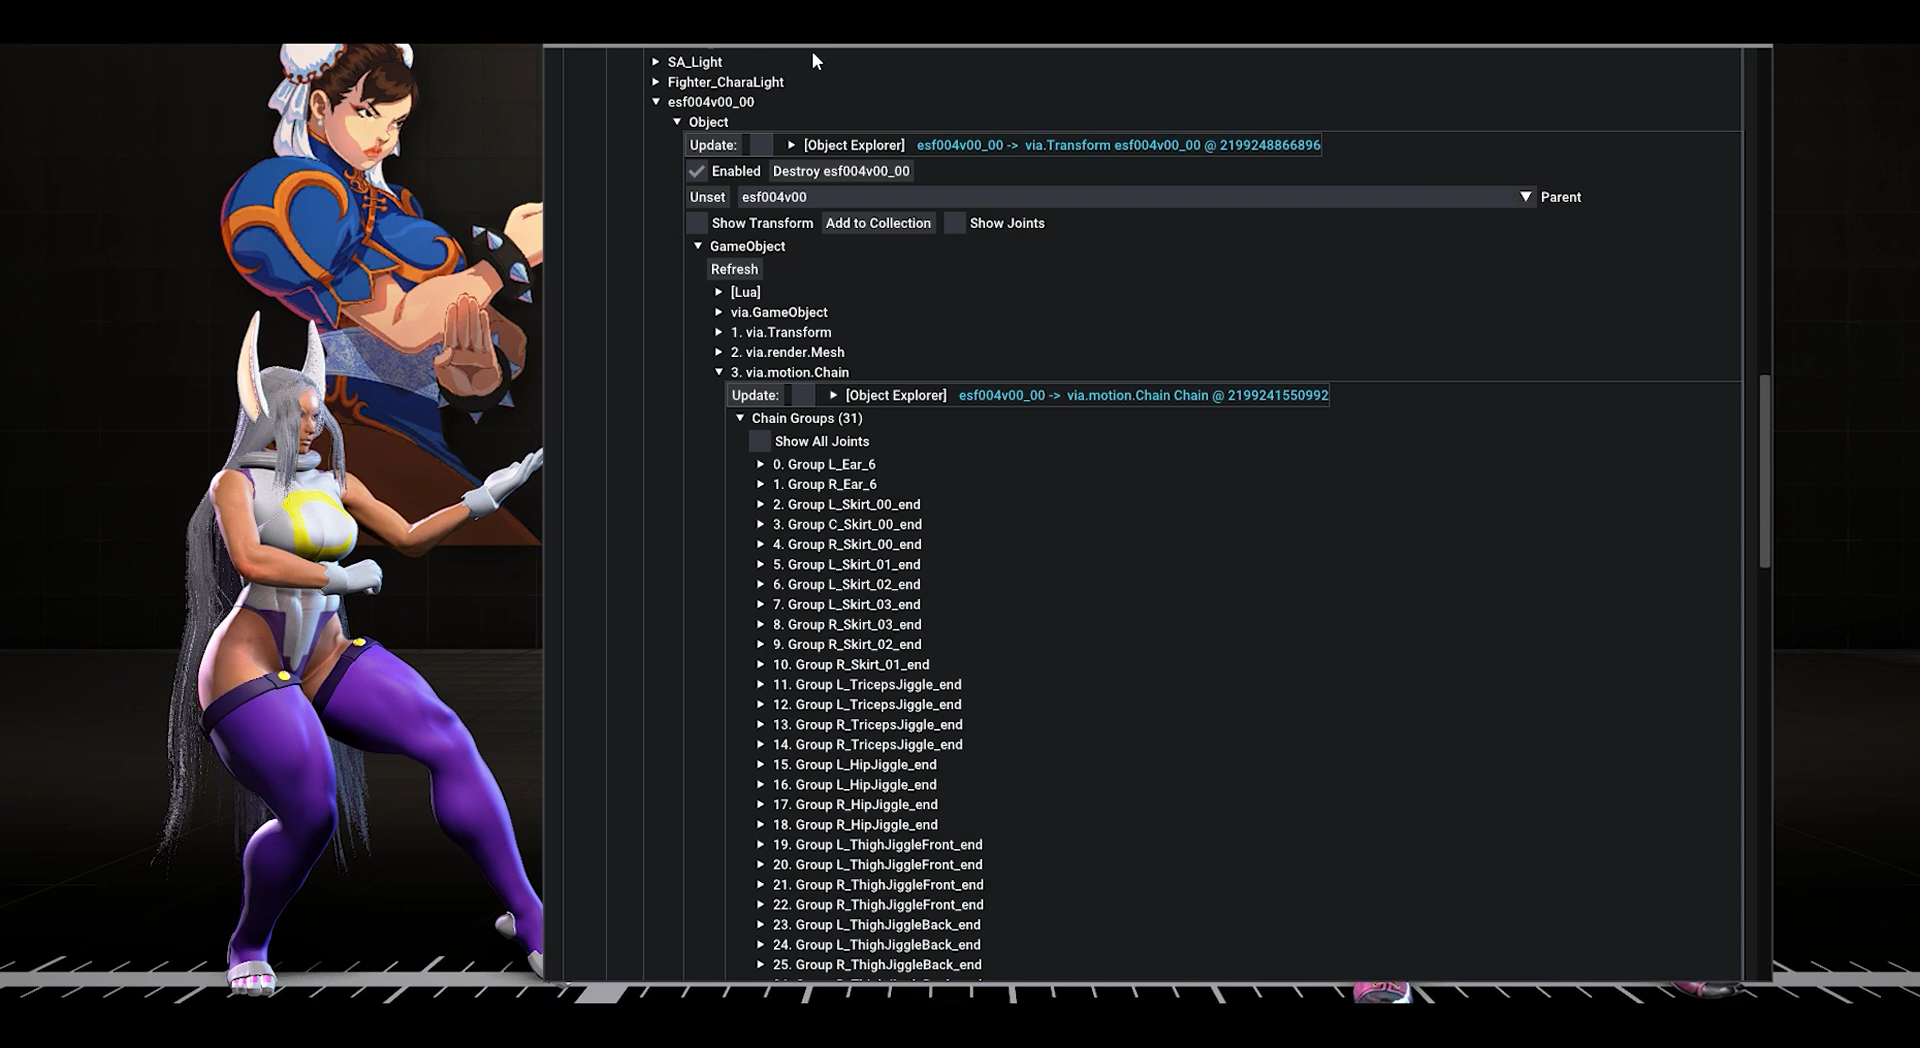 SA_Light
Fighter_CharaLight
esf004v00_00
Object
Update: [Object Explorer] esf004v00_00 -> via.Transform esf004v00_00 @ 2199248866896
Enabled Destroy esf004v00_00
Unset esf004v00 Parent
Show Transform Add to Collection Show Joints
GameObject
Refresh
[Lua]
via.GameObject
1. via.Transform
2. via.render.Mesh
3. via.motion.Chain
Update: [Object Explorer] esf004v00_00 -> via.motion.Chain Chain @ 2199241550992
Chain Groups (31)
Show All Joints
0. Group L_Ear_6
1. Group R_Ear_6
2. Group L_Skirt_00_end
3. Group C_Skirt_00_end
4. Group R_Skirt_00_end
5. Group L_Skirt_01_end
6. Group L_Skirt_02_end
7. Group L_Skirt_03_end
8. Group R_Skirt_03_end
9. Group R_Skirt_02_end
10. Group R_Skirt_01_end
11. Group L_TricepsJiggle_end
12. Group L_TricepsJiggle_end
13. Group R_TricepsJiggle_end
14. Group R_TricepsJiggle_end
15. Group L_HipJiggle_end
16. Group L_HipJiggle_end
17. Group R_HipJiggle_end
18. Group R_HipJiggle_end
19. Group L_ThighJiggleFront_end
20. Group L_ThighJiggleFront_end
21. Group R_ThighJiggleFront_end
22. Group R_ThighJiggleFront_end
23. Group L_ThighJiggleBack_end
24. Group L_ThighJiggleBack_end
25. Group R_ThighJiggleBack_end